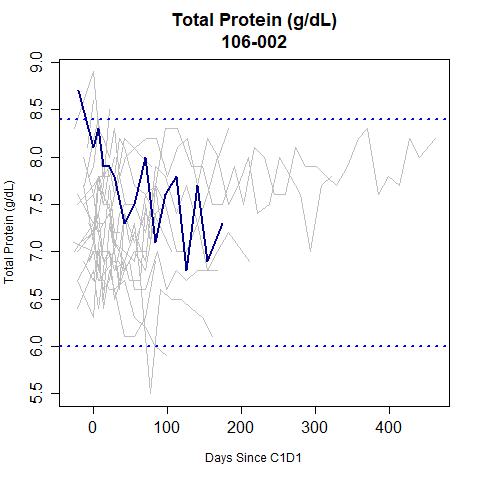 Total Protein (g/dL)
106-002
9.0
8.5
8.0
7.5
7.0
6.5
6.0
5.5
Total Protein (g/dL)
0 100 200 300 400
Days Since C1D1